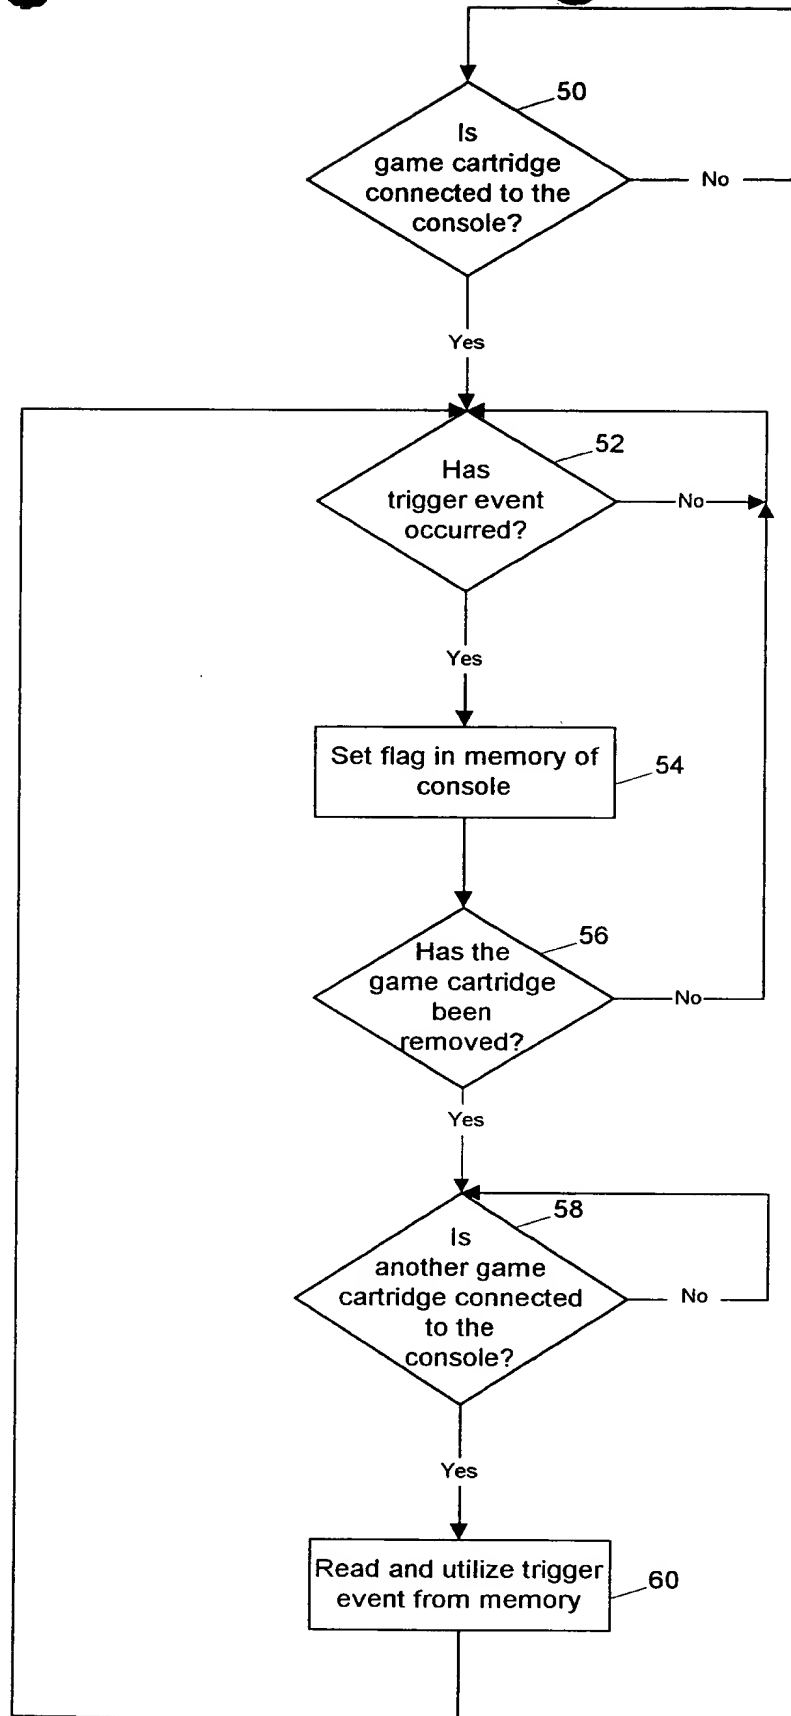 50
Is
game cartridge
connected to the
console?
No
Yes
52
Has
trigger event
occurred?
No
Yes
Set flag in memory of
console
54
56
Has the
game cartridge
been
removed?
No
Yes
58
Is
another game
cartridge connected
to the
console?
No
Yes
Read and utilize trigger
event from memory
60